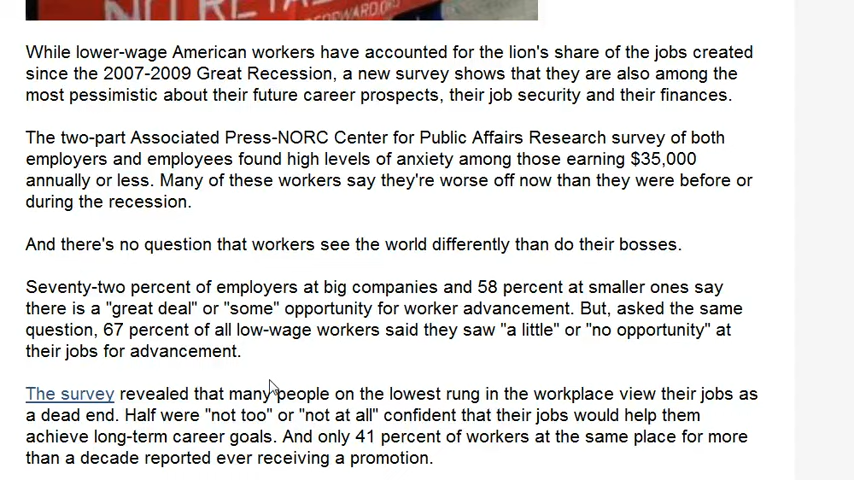 NO RETA
FORWARD.ORG
While lower-wage American workers have accounted for the lion's share of the jobs created
since the 2007-2009 Great Recession, a new survey shows that they are also among the
most pessimistic about their future career prospects, their job security and their finances.
The two-part Associated Press-NORC Center for Public Affairs Research survey of both
employers and employees found high levels of anxiety among those earning $35,000
annually or less. Many of these workers say they're worse off now than they were before or
during the recession.
And there's no question that workers see the world differently than do their bosses.
Seventy-two percent of employers at big companies and 58 percent at smaller ones say
there is a "great deal" or "some" opportunity for worker advancement. But, asked the same
question, 67 percent of all low-wage workers said they saw "a little" or "no opportunity" at
their jobs for advancement.
The survey revealed that many people on the lowest rung in the workplace view their jobs as
a dead end. Half were "not too" or "not at all" confident that their jobs would help them
achieve long-term career goals. And only 41 percent of workers at the same place for more
than a decade reported ever receiving a promotion.